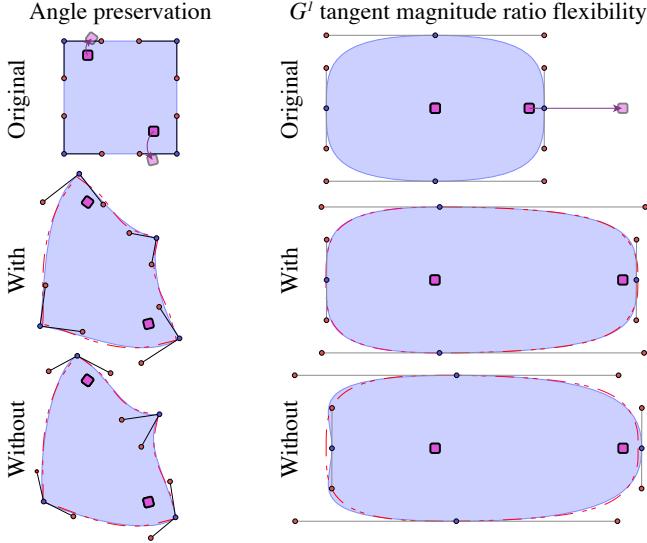 Angle preservation
G¹ tangent magnitude ratio flexibility
Original
Original
With
With
Without
Without